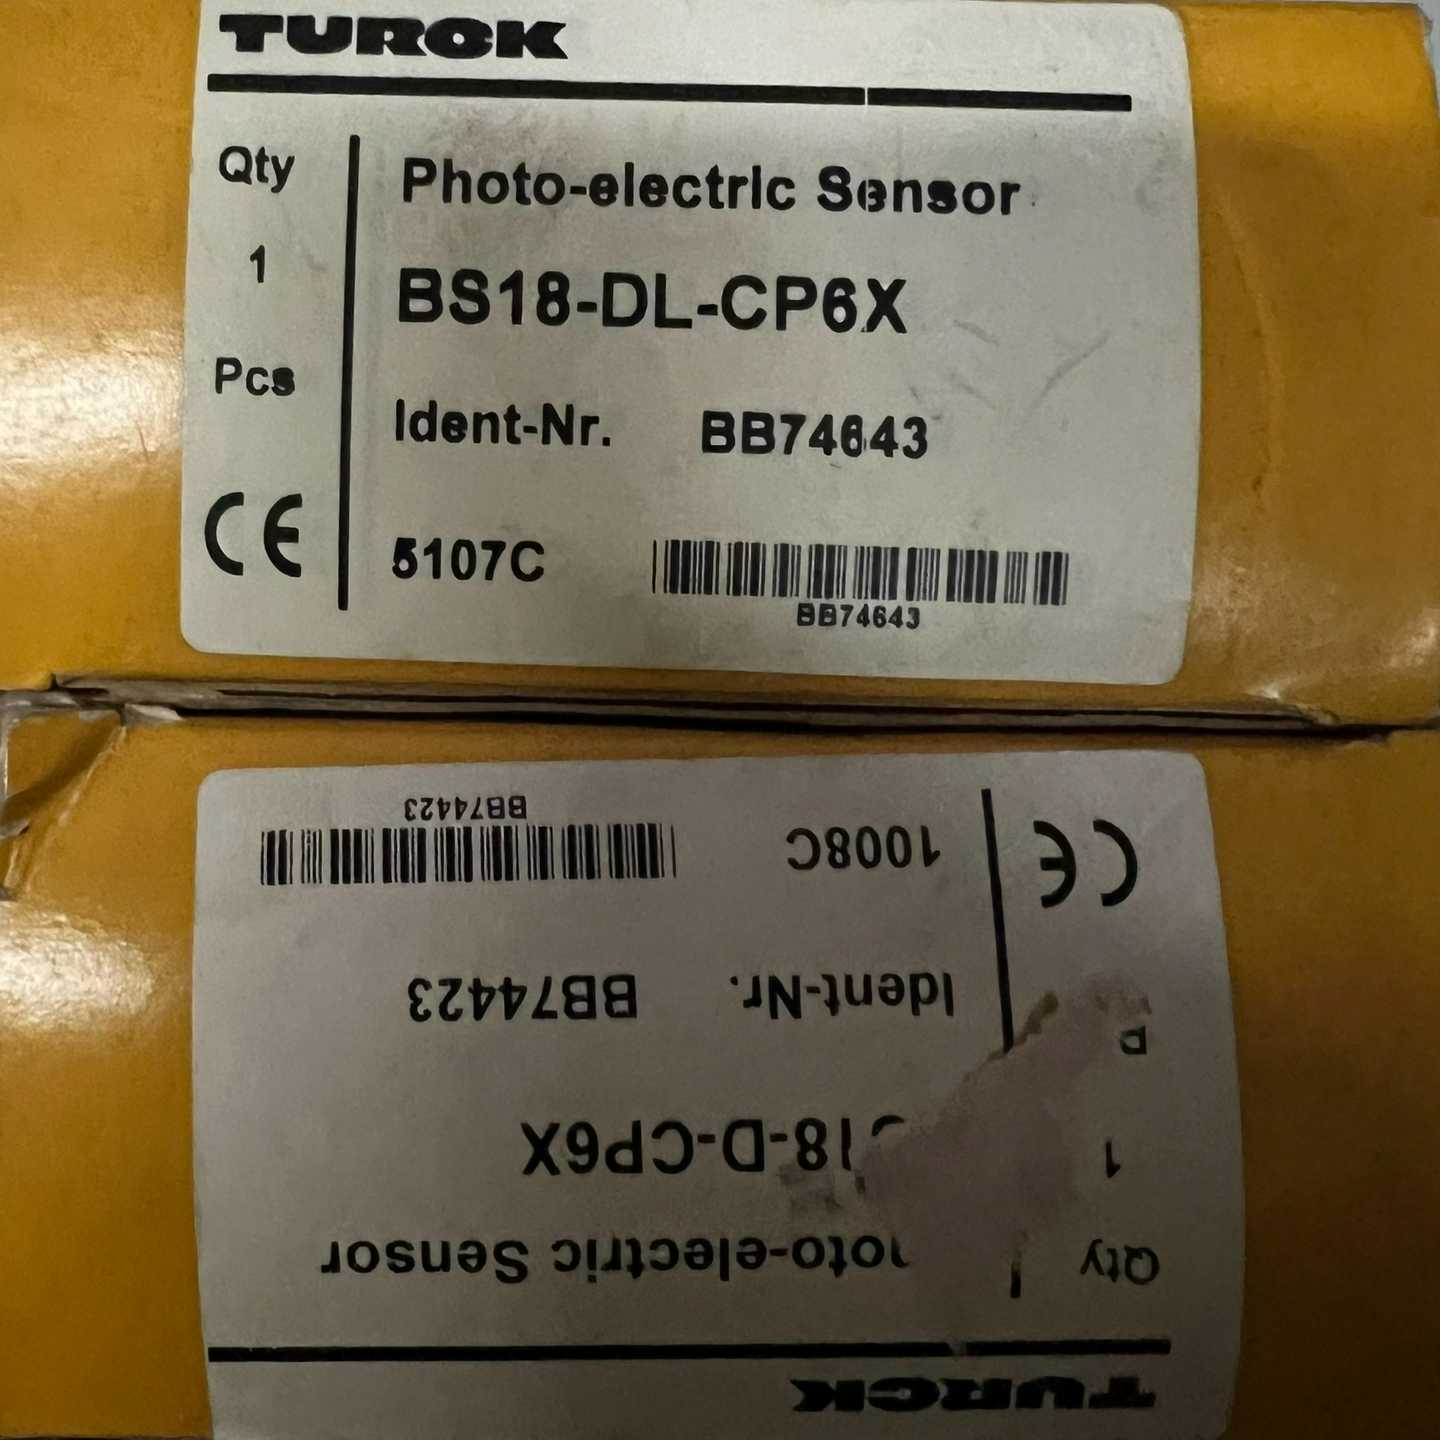 TURCK
Qty
1
Pcs
Photo-electric Sensor
BS18-DL-CP6X
Ident-Nr. BB74643
5107C
BB74643
CE
TURCK
Qty
1
oto-electric Sensor
18-D-CP6X
Ident-Nr. BB74423
1008C
BB74423
CE